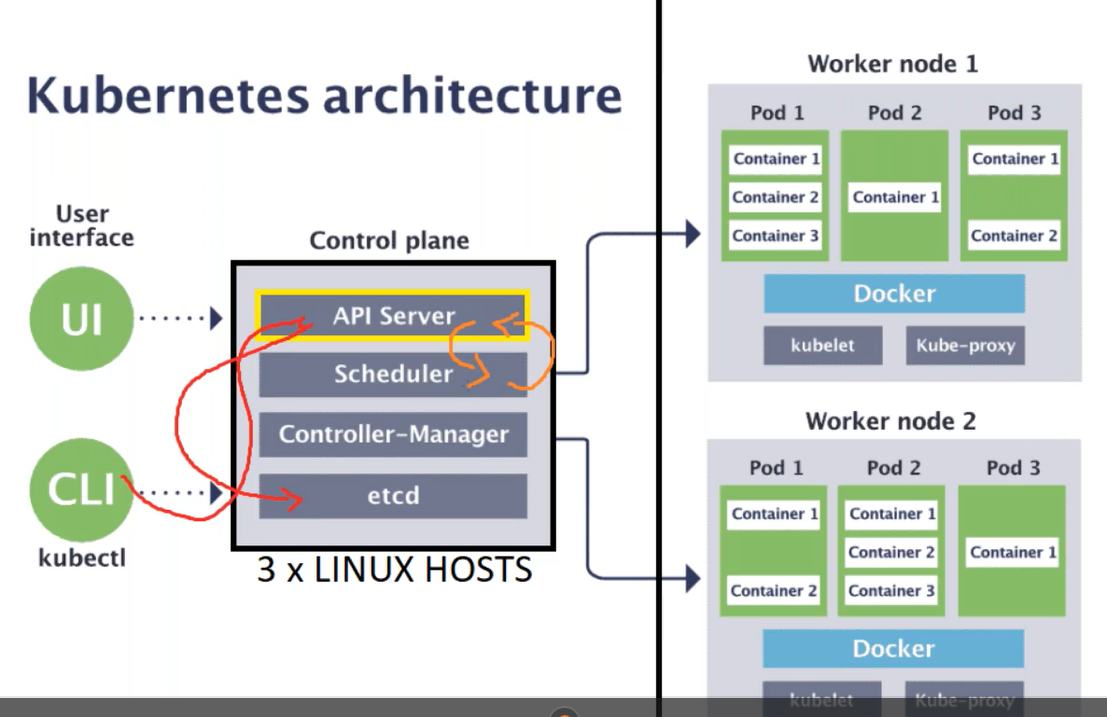 Kubernetes architecture
User
interface
UI
CLI
kubectl
Control plane
API Server
Scheduler
Controller-Manager
etcd
3 x LINUX HOSTS
Worker node 1
Pod 1
Pod 2
Pod 3
Container 1
Container 2
Container 3
Container 1
Container 1
Container 2
Docker
kubelet
Kube-proxy
Worker node 2
Pod 1
Pod 2
Pod 3
Container 1
Container 2
Container 1
Container 2
Container 3
Container 1
Docker
kubelet
Kube-proxy